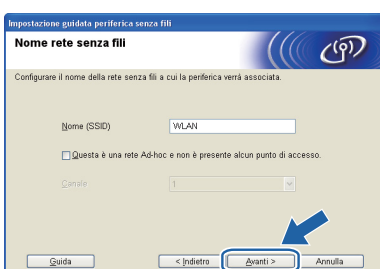 Impostazione guidata periferica senza fili
Nome rete senza fili
Configurare il nome della rete senza fili a cui la periferica verrà associata.
Nome (SSID) WLAN
Questa è una rete Ad-hoc e non è presente alcun punto di accesso.
Canale 1
Guida < Indietro Avanti > Annulla